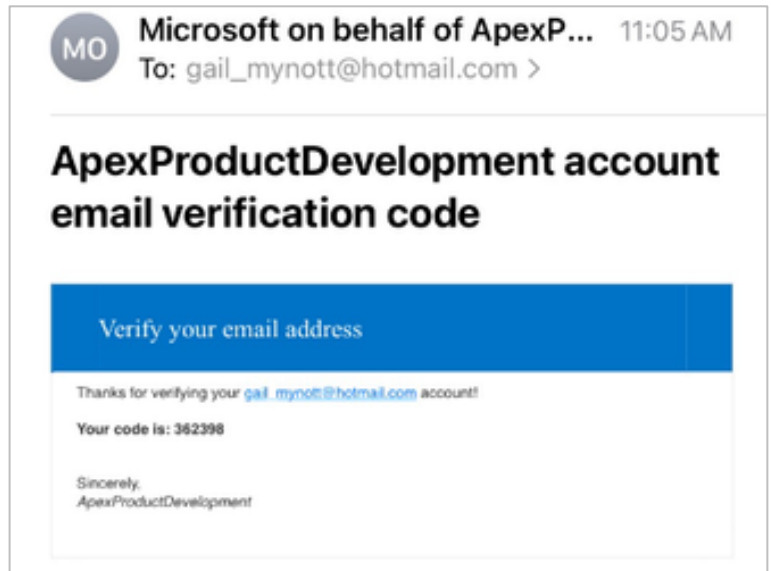 MO
Microsoft on behalf of ApexP... 11:05 AM
To: gail_mynott@hotmail.com >
ApexProductDevelopment account
email verification code
Verify your email address
Thanks for verifying your gail_mynott@hotmail.com account!
Your code is: 362398
Sincerely,
ApexProductDevelopment